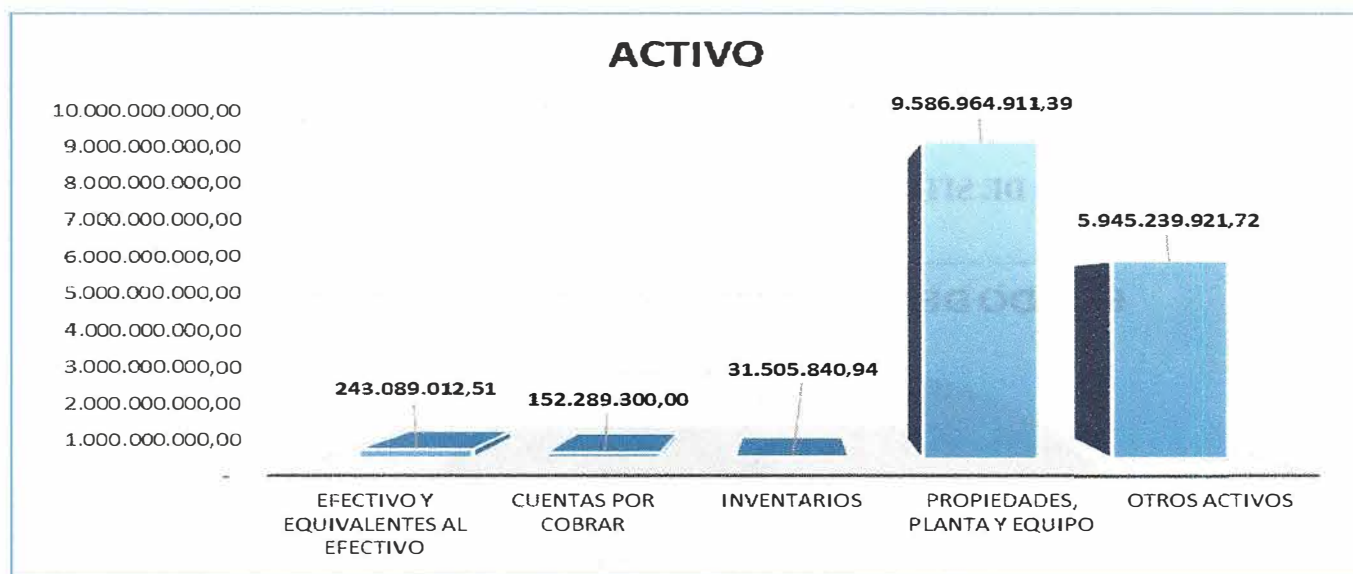 ACTIVO
10.000.000.000,00
9.000.000.000,00
8.000.000.000,00
7.000.000.000,00
6.000.000.000,00
5.000.000.000,00
4.000.000.000,00
3.000.000.000,00
2.000.000.000,00
1.000.000.000,00
-
243.089.012,51
152.289.300,00
31.505.840,94
9.586.964.911,39
5.945.239.921,72
EFECTIVO Y
EQUIVALENTES AL
EFECTIVO
CUENTAS POR
COBRAR
INVENTARIOS
PROPIEDADES,
PLANTA Y EQUIPO
OTROS ACTIVOS